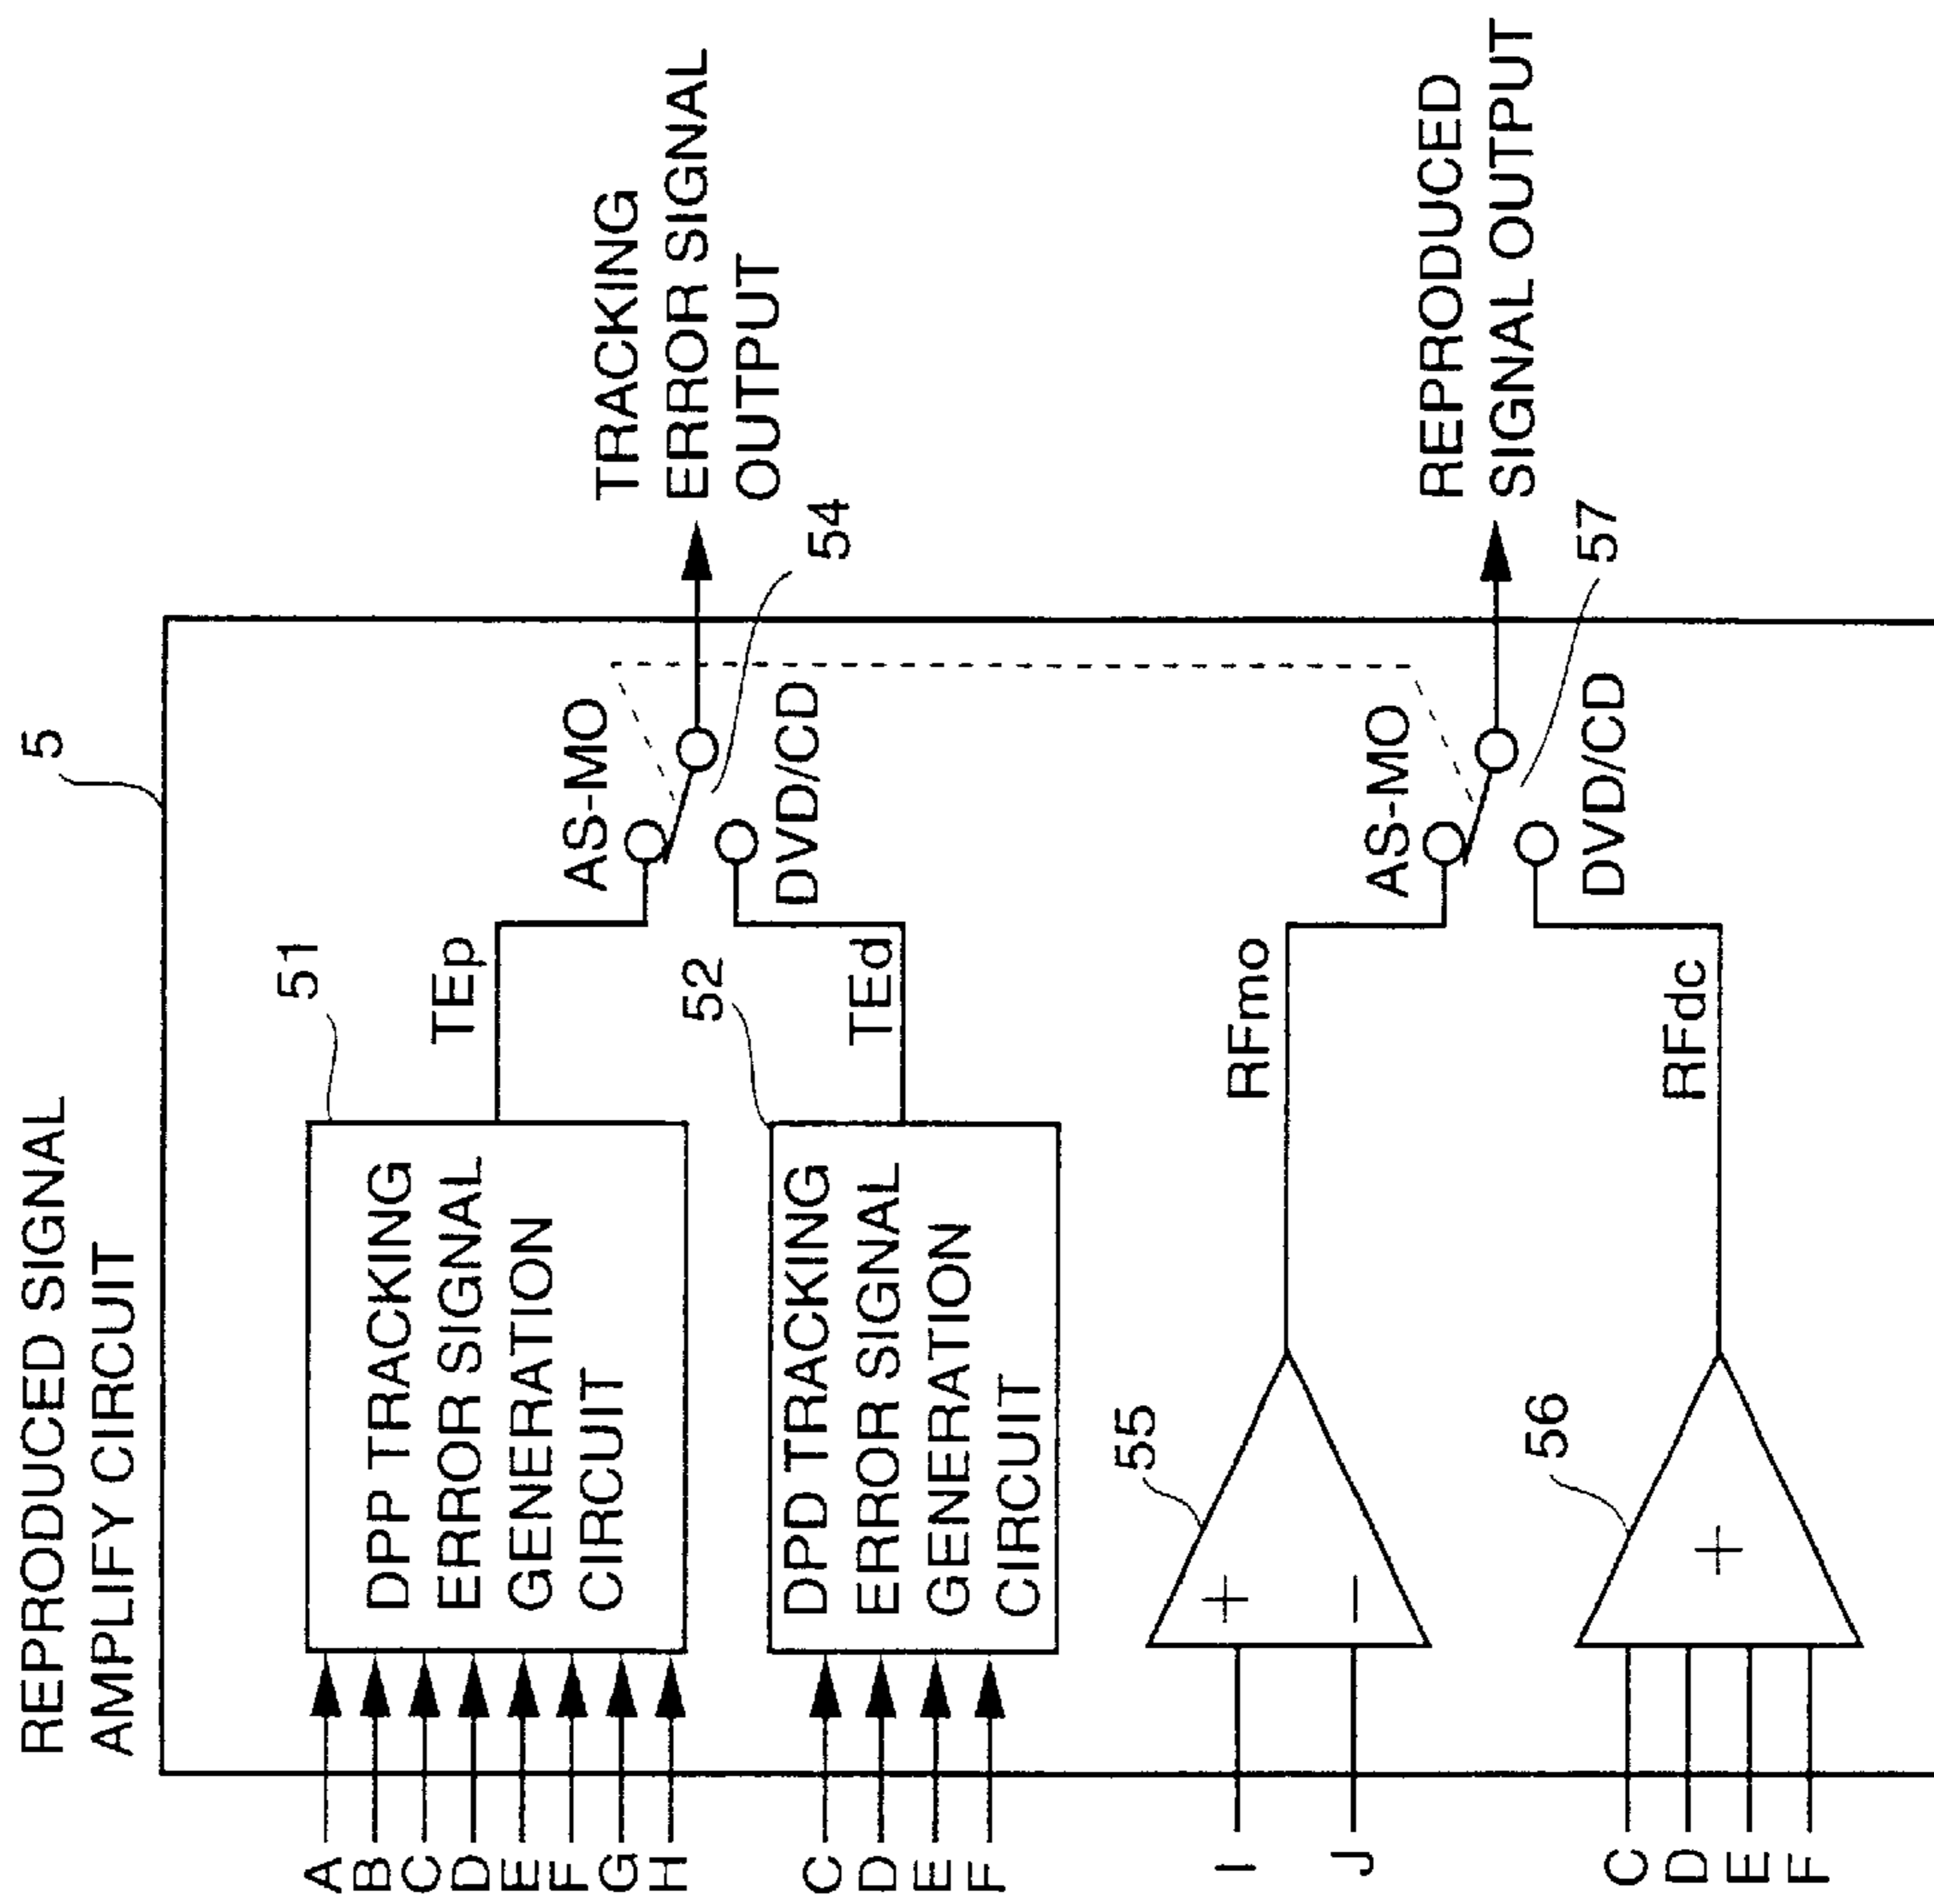 REPRODUCED SIGNAL
AMPLIFY CIRCUIT
5
A
B
C
D
E
F
G
H
DPP TRACKING
ERROR SIGNAL
GENERATION
CIRCUIT
51
TEp
AS-MO
TRACKING
ERROR SIGNAL
OUTPUT
54
C
D
E
F
DPD TRACKING
ERROR SIGNAL
GENERATION
CIRCUIT
52
TEd
DVD/CD
I
J
+
−
55
RFmo
AS-MO
REPRODUCED
SIGNAL OUTPUT
57
C
D
E
F
+
56
RFdc
DVD/CD